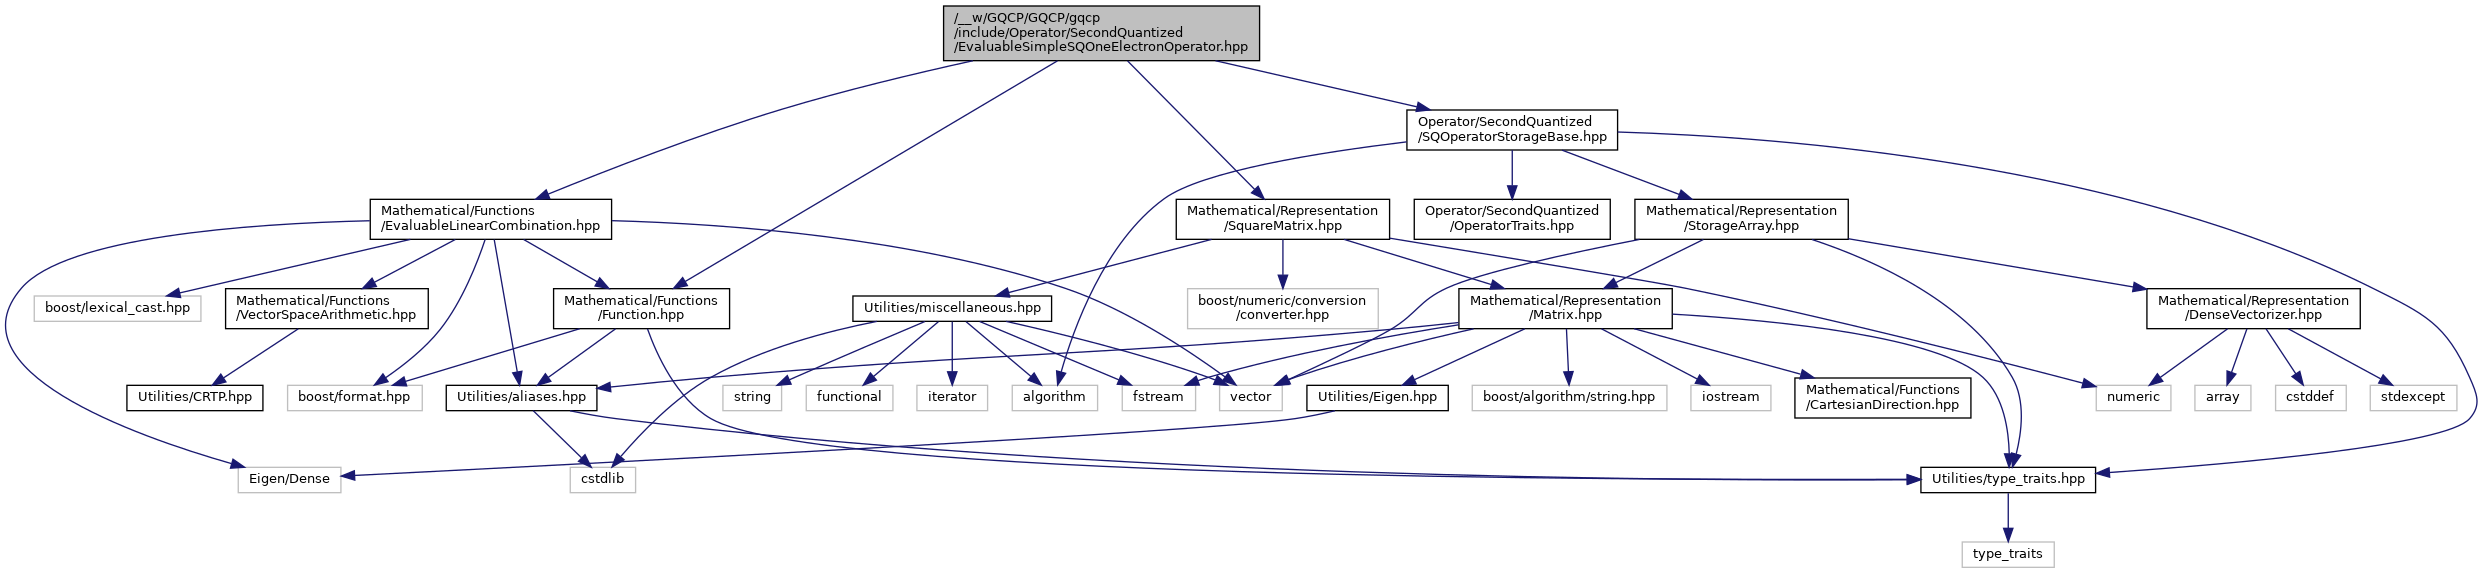 /__w/GQCP/GQCP/gqcp
/include/Operator/SecondQuantized
/EvaluableSimpleSQOneElectronOperator.hpp
Operator/SecondQuantized
/SQOperatorStorageBase.hpp
Mathematical/Functions
/EvaluableLinearCombination.hpp
Mathematical/Representation
/SquareMatrix.hpp
Operator/SecondQuantized
/OperatorTraits.hpp
Mathematical/Representation
/StorageArray.hpp
boost/lexical_cast.hpp
Mathematical/Functions
/VectorSpaceArithmetic.hpp
Mathematical/Functions
/Function.hpp
Utilities/miscellaneous.hpp
boost/numeric/conversion
/converter.hpp
Mathematical/Representation
/Matrix.hpp
Mathematical/Representation
/DenseVectorizer.hpp
Utilities/CRTP.hpp
boost/format.hpp
Utilities/aliases.hpp
string
functional
iterator
algorithm
fstream
vector
Utilities/Eigen.hpp
boost/algorithm/string.hpp
iostream
Mathematical/Functions
/CartesianDirection.hpp
numeric
array
cstddef
stdexcept
Eigen/Dense
cstdlib
Utilities/type_traits.hpp
type_traits